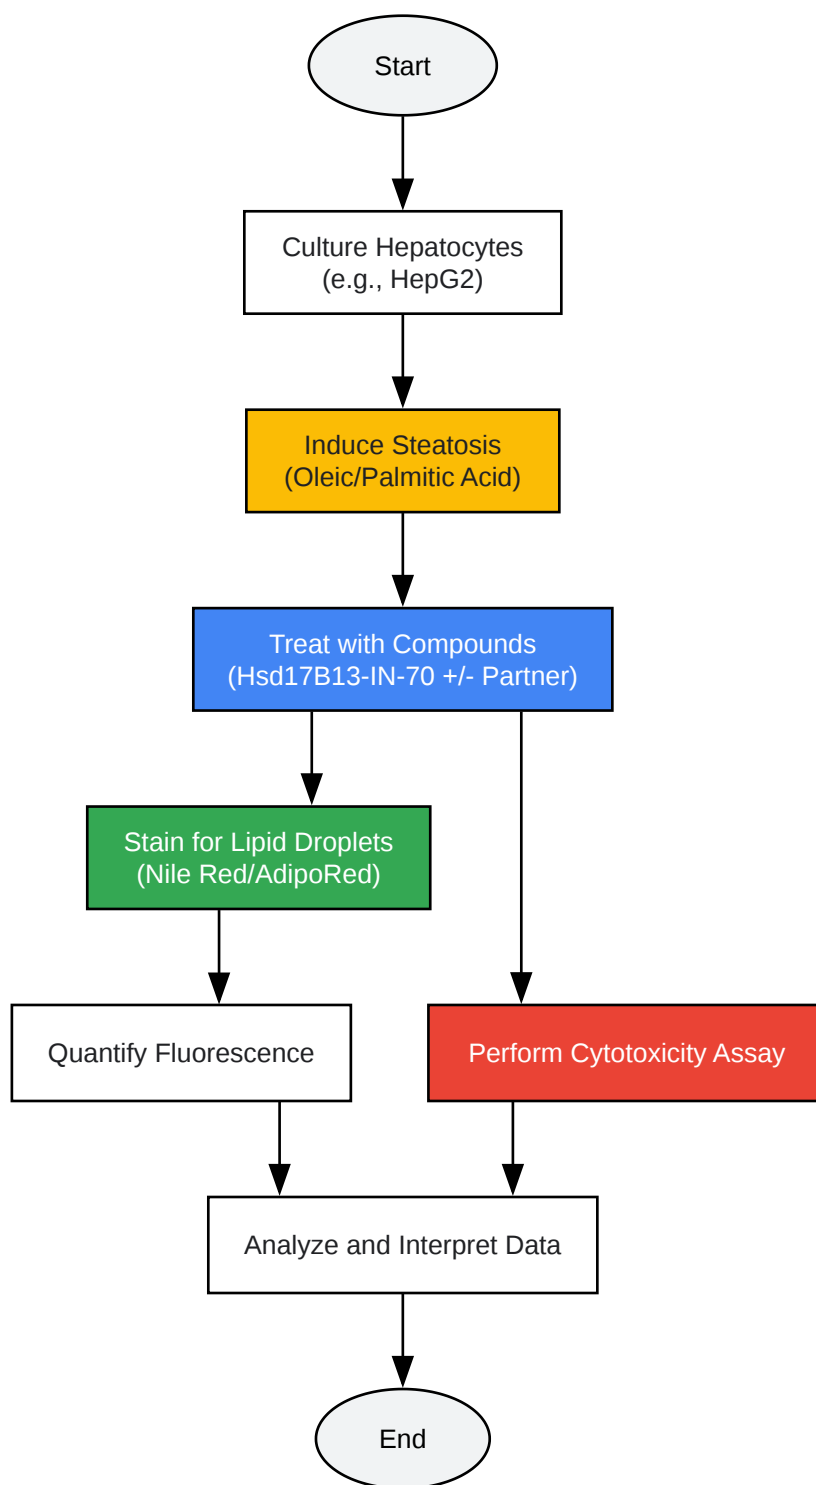 Start
Culture Hepatocytes
(e.g., HepG2)
Induce Steatosis
(Oleic/Palmitic Acid)
Treat with Compounds
(Hsd17B13-IN-70 +/- Partner)
Stain for Lipid Droplets
(Nile Red/AdipoRed)
Quantify Fluorescence
Perform Cytotoxicity Assay
Analyze and Interpret Data
End